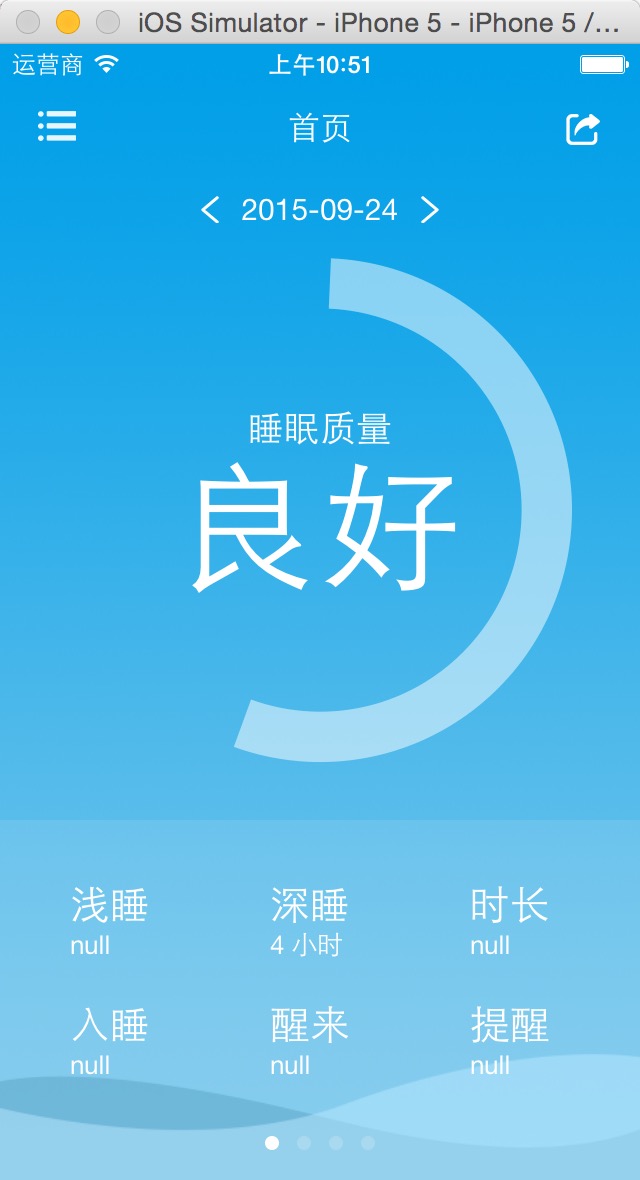 iOS Simulator - iPhone 5 - iPhone 5 /...
运营商 上午10:51
首页
2015-09-24
睡眠质量
良好
浅睡 深睡 时长
null 4 小时 null
入睡 醒来 提醒
null null null